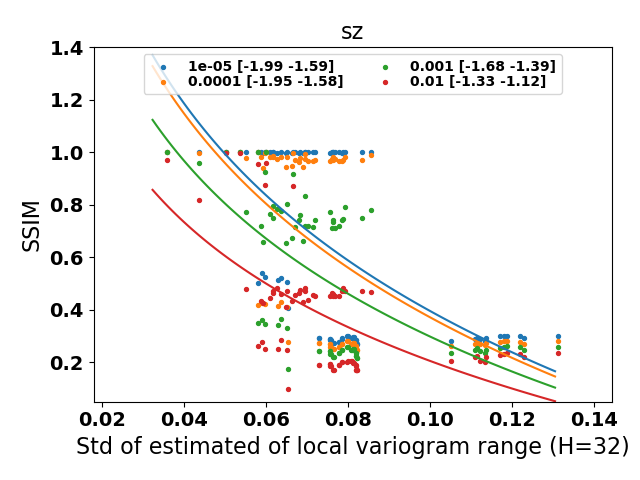 sz
1e-05 [-1.99 -1.59]
0.0001 [-1.95 -1.58]
0.001 [-1.68 -1.39]
0.01 [-1.33 -1.12]
SSIM
1.4
1.2
1.0
0.8
0.6
0.4
0.2
0.02 0.04 0.06 0.08 0.10 0.12 0.14
Std of estimated of local variogram range (H=32)